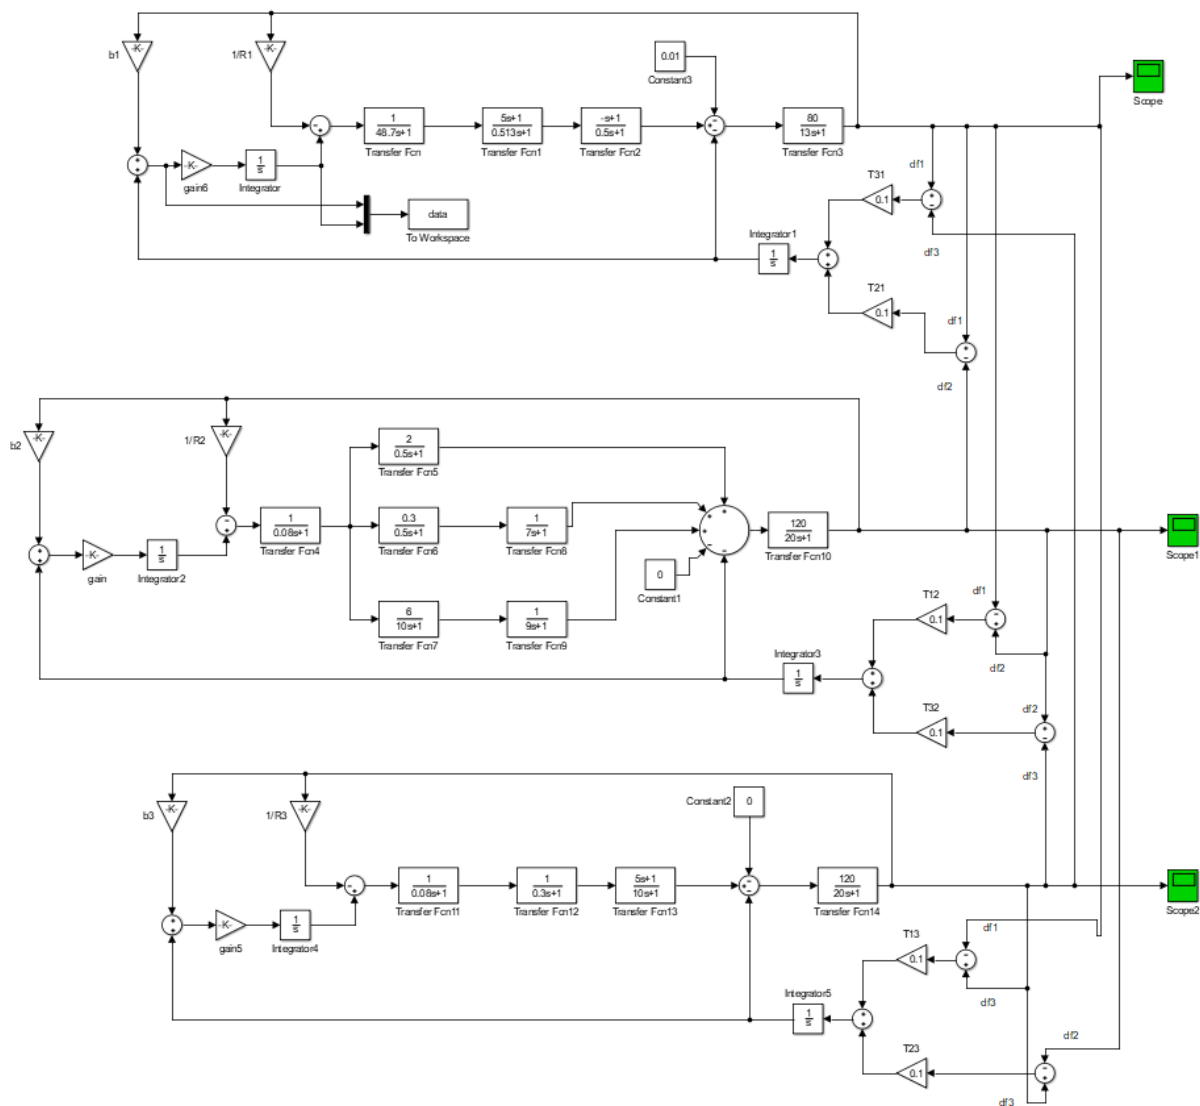 b1
-K-
1/R1
-K-
0.01
Constant3
Scope
1
48.7s+1
Transfer Fcn
5s+1
0.513s+1
Transfer Fcn1
-s+1
0.5s+1
Transfer Fcn2
80
13s+1
Transfer Fcn3
-K-
gain6
1
s
Integrator
data
To Workspace
df1
df1
T31
0.1
df3
Integrator1
1
s
T21
0.1
df2
b2
-K-
1/R2
-K-
2
0.5s+1
Transfer Fcn5
1
0.08s+1
Transfer Fcn4
0.3
0.5s+1
Transfer Fcn6
1
7s+1
Transfer Fcn8
120
20s+1
Transfer Fcn10
Scope1
-K-
gain
1
s
Integrator2
0
Constant1
6
10s+1
Transfer Fcn7
1
9s+1
Transfer Fcn9
T12
0.1
df1
df2
Integrator3
1
s
T32
0.1
df2
df3
b3
-K-
1/R3
-K-
Constant2
0
1
0.08s+1
Transfer Fcn11
1
0.3s+1
Transfer Fcn12
5s+1
10s+1
Transfer Fcn13
120
20s+1
Transfer Fcn14
Scope2
-K-
gain5
1
s
Integrator4
T13
0.1
df1
df3
Integrator5
1
s
T23
0.1
df2
df3